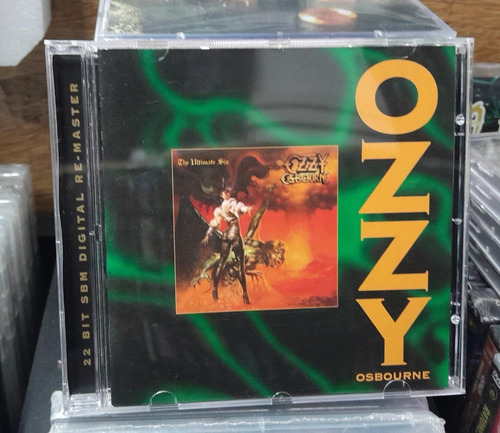 22 BIT SBM DIGITAL RE-MASTER
The Ultimate Sin
OZZY
OSBOURNE
OZZY
OSBOURNE